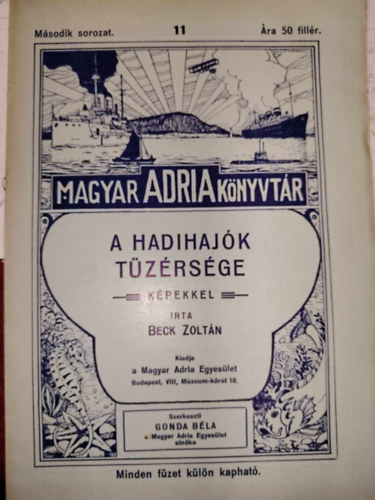 Második sorozat. 11 Ára 50 fillér.
MAGYAR ADRIA KÖNYVTÁR
A HADIHAJÓK
TÜZÉRSÉGE
KÉPEKKEL
IRTA
BECK ZOLTÁN
Kiadja
a Magyar Adria Egyesület
Budapest, VIII, Múzeum-körút 10.
Szerkeszti
GONDA BÉLA
a Magyar Adria Egyesület
elnöke
Minden füzet külön kapható.